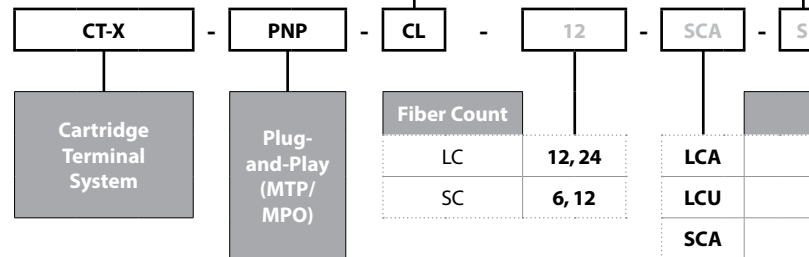 CT-X - PNP - CL - 12 - SCA - S
Cartridge
Terminal
System
Plug-
and-Play
(MTP/
MPO)
Fiber Count
LC 12, 24
SC 6, 12
LCA
LCU
SCA